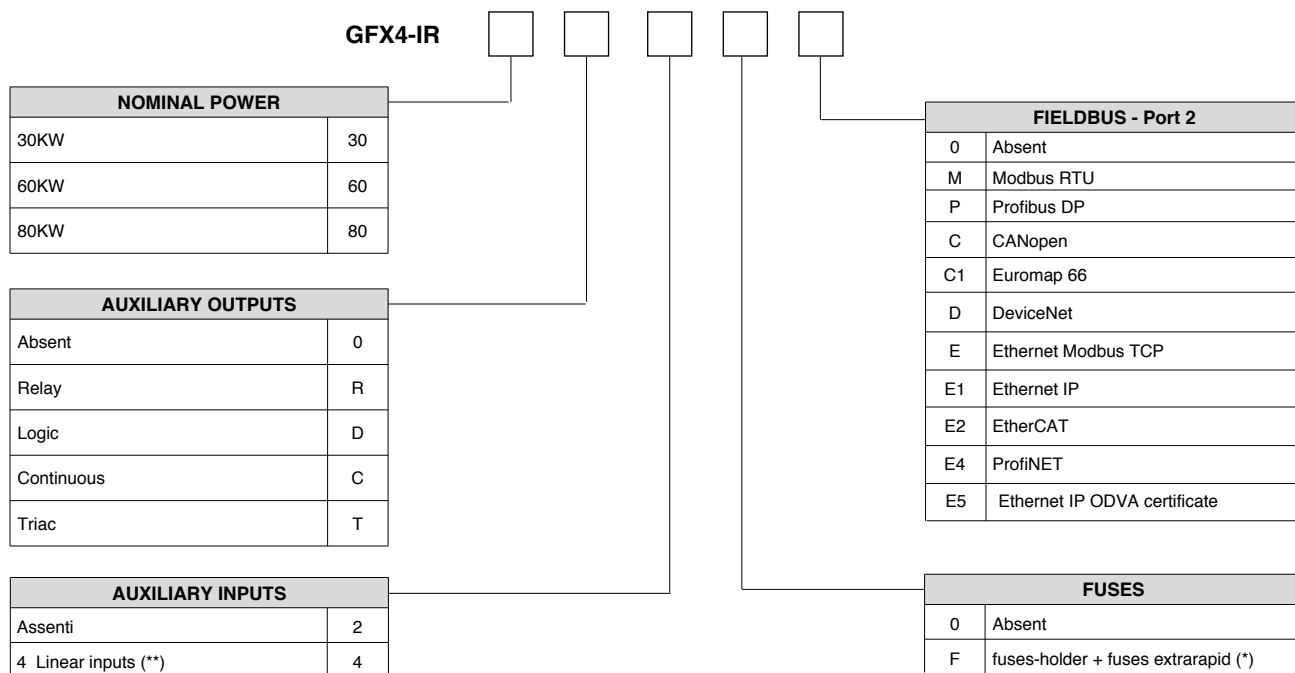 GFX4-IR
NOMINAL POWER
30KW 30
60KW 60
80KW 80
AUXILIARY OUTPUTS
Absent 0
Relay R
Logic D
Continuous C
Triac T
AUXILIARY INPUTS
Assenti 2
4 Linear inputs (**) 4
FIELDBUS - Port 2
0 Absent
M Modbus RTU
P Profibus DP
C CANopen
C1 Euromap 66
D DeviceNet
E Ethernet Modbus TCP
E1 Ethernet IP
E2 EtherCAT
E4 ProfiNET
E5 Ethernet IP ODVA certificate
FUSES
0 Absent
F fuses-holder + fuses extrarapid (*)